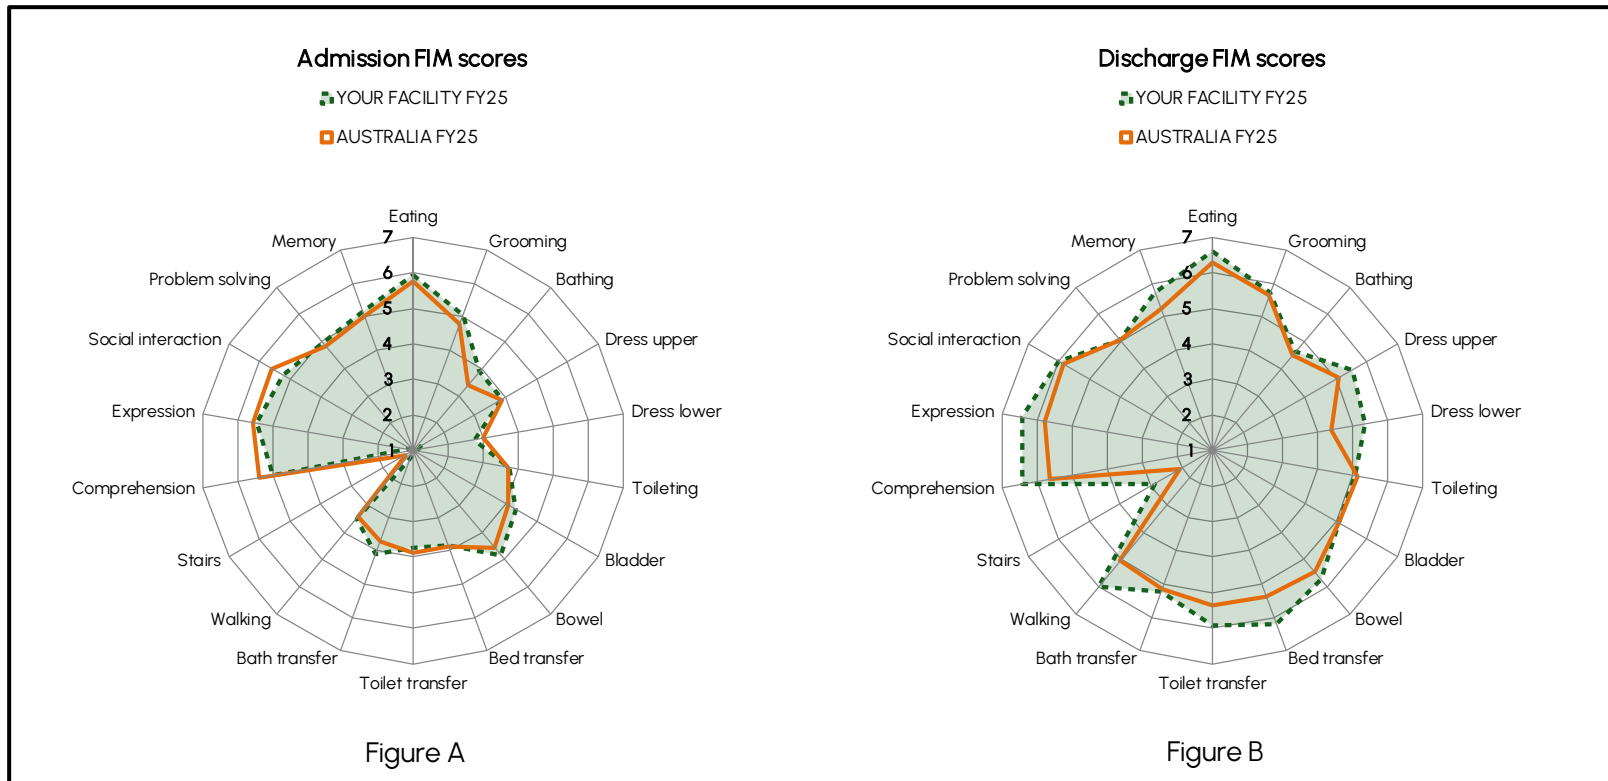 Admission FIM scores
YOUR FACILITY FY25
AUSTRALIA FY25
Eating
Grooming
Bathing
Dress upper
Dress lower
Toileting
Bladder
Bowel
Bed transfer
Toilet transfer
Bath transfer
Walking
Stairs
Comprehension
Expression
Social interaction
Problem solving
Memory
7
6
5
4
3
2
1
Figure A
Discharge FIM scores
YOUR FACILITY FY25
AUSTRALIA FY25
Eating
Grooming
Bathing
Dress upper
Dress lower
Toileting
Bladder
Bowel
Bed transfer
Toilet transfer
Bath transfer
Walking
Stairs
Comprehension
Expression
Social interaction
Problem solving
Memory
7
6
5
4
3
2
1
Figure B